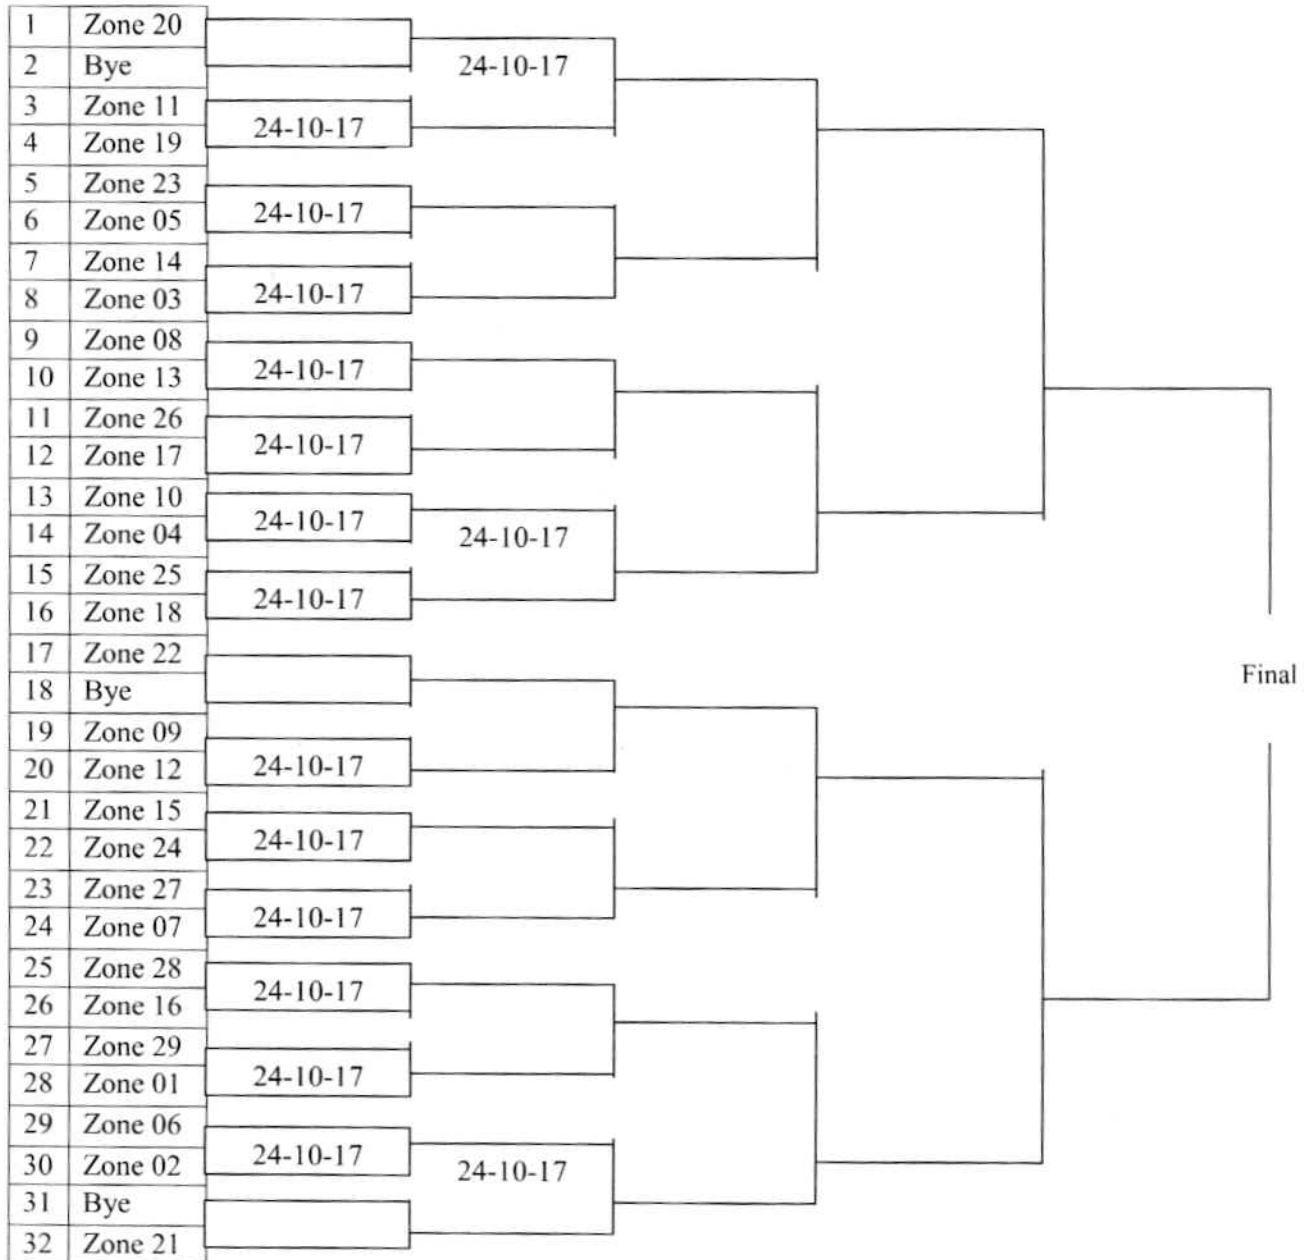 1 Zone 20
2 Bye
24-10-17
3 Zone 11
24-10-17
4 Zone 19
5 Zone 23
24-10-17
6 Zone 05
7 Zone 14
24-10-17
8 Zone 03
9 Zone 08
24-10-17
10 Zone 13
11 Zone 26
24-10-17
12 Zone 17
13 Zone 10
24-10-17
14 Zone 04
24-10-17
15 Zone 25
24-10-17
16 Zone 18
17 Zone 22
Final
18 Bye
19 Zone 09
24-10-17
20 Zone 12
21 Zone 15
24-10-17
22 Zone 24
23 Zone 27
24-10-17
24 Zone 07
25 Zone 28
24-10-17
26 Zone 16
27 Zone 29
24-10-17
28 Zone 01
29 Zone 06
24-10-17
30 Zone 02
24-10-17
31 Bye
32 Zone 21